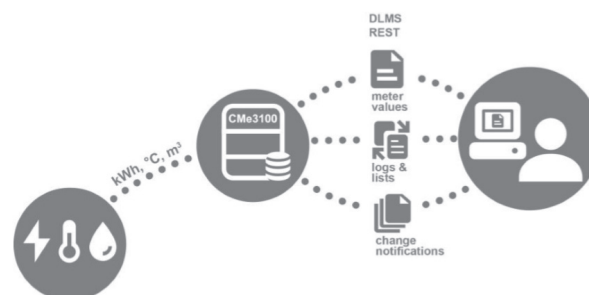 DLMS
REST
CMe3100
meter
values
kWh, °C, m³
logs &
lists
change
notifications